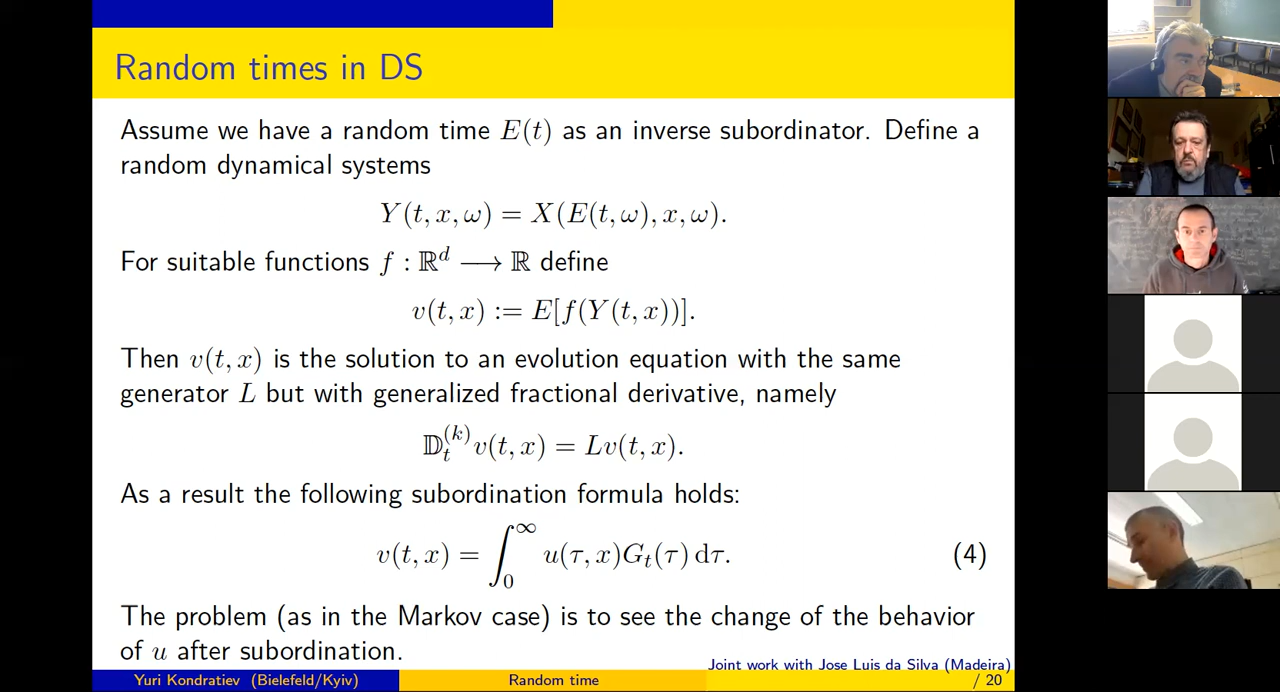 Random times in DS
Assume we have a random time E(t) as an inverse subordinator. Define a
random dynamical systems
Y(t, x, ω) = X(E(t, ω), x, ω).
For suitable functions f : ℝᵈ ⟶ ℝ define
v(t, x) := E[f(Y(t, x))].
Then v(t, x) is the solution to an evolution equation with the same
generator L but with generalized fractional derivative, namely
𝔻ₜ⁽ᵏ⁾v(t, x) = Lv(t, x).
As a result the following subordination formula holds:
v(t, x) = ∫₀^∞ u(τ, x)Gₜ(τ) dτ. (4)
The problem (as in the Markov case) is to see the change of the behavior
of u after subordination.
Joint work with Jose Luis da Silva (Madeira)
Yuri Kondratiev (Bielefeld/Kyiv) Random time / 20